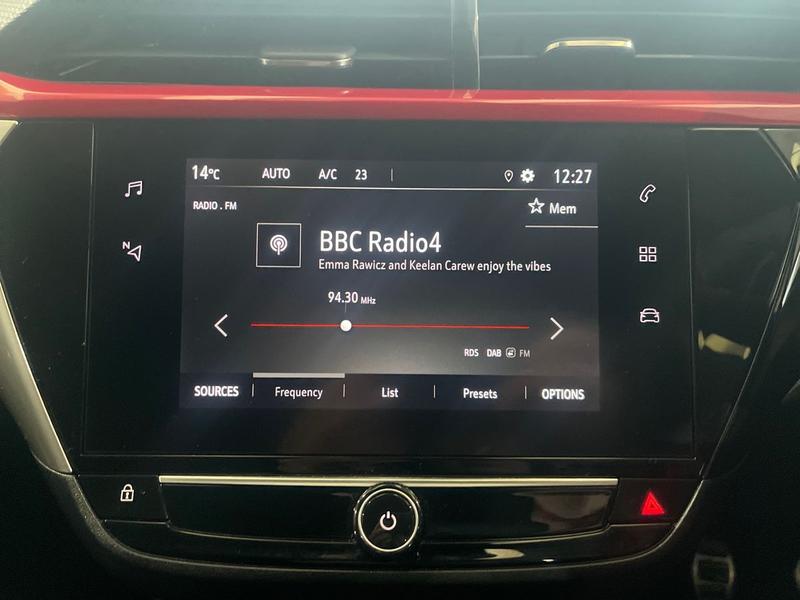 14°C AUTO A/C 23 12:27
RADIO . FM
Mem
BBC Radio4
Emma Rawicz and Keelan Carew enjoy the vibes
94.30 MHz
N
RDS DAB FM
SOURCES Frequency List Presets OPTIONS